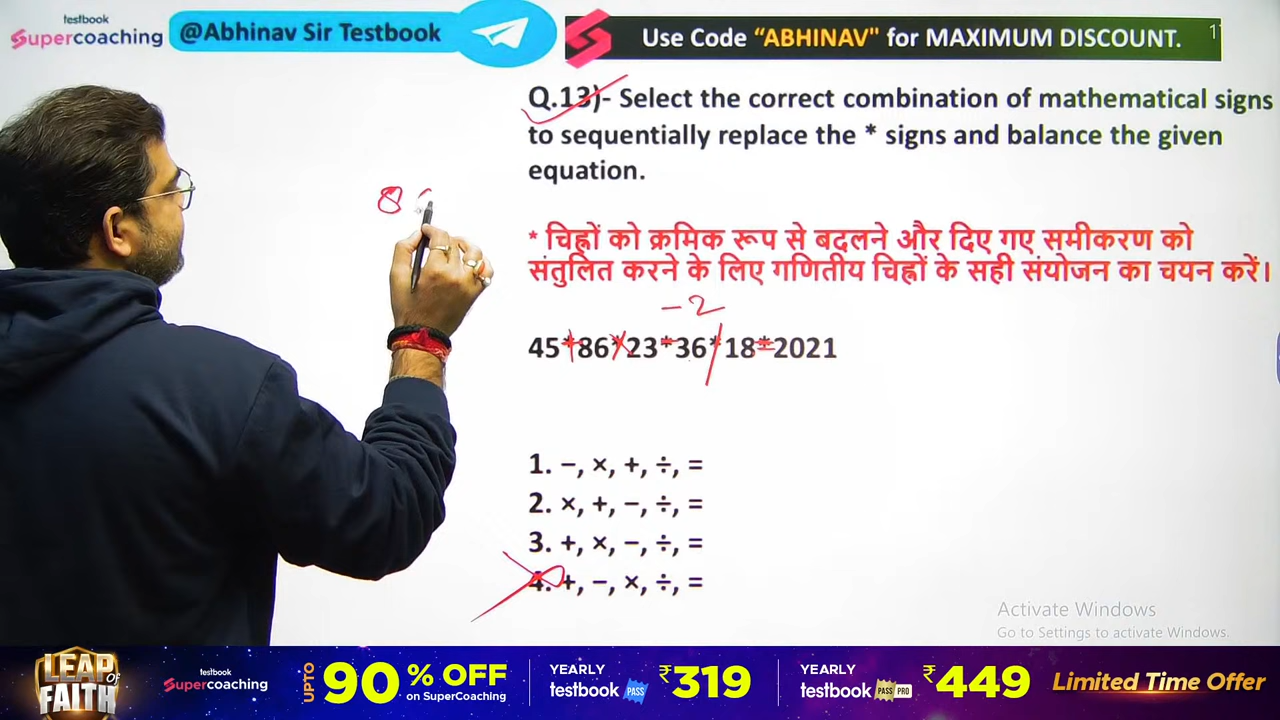 testbook
Supercoaching
@Abhinav Sir Testbook
Use Code “ABHINAV" for MAXIMUM DISCOUNT.
Q.13)- Select the correct combination of mathematical signs
to sequentially replace the * signs and balance the given
equation.
8
* चिह्नों को क्रमिक रूप से बदलने और दिए गए समीकरण को
संतुलित करने के लिए गणितीय चिह्नों के सही संयोजन का चयन करें।
-2
45*86*23*36*18*2021
1. −, ×, +, ÷, =
2. ×, +, −, ÷, =
3. +, ×, −, ÷, =
4. +, −, ×, ÷, =
Activate Windows
Go to Settings to activate Windows.
LEAP OF FAITH
testbook
Supercoaching
UPTO 90% OFF
on SuperCoaching
YEARLY
testbook PASS
₹319
YEARLY
testbook PASS PRO
₹449
Limited Time Offer